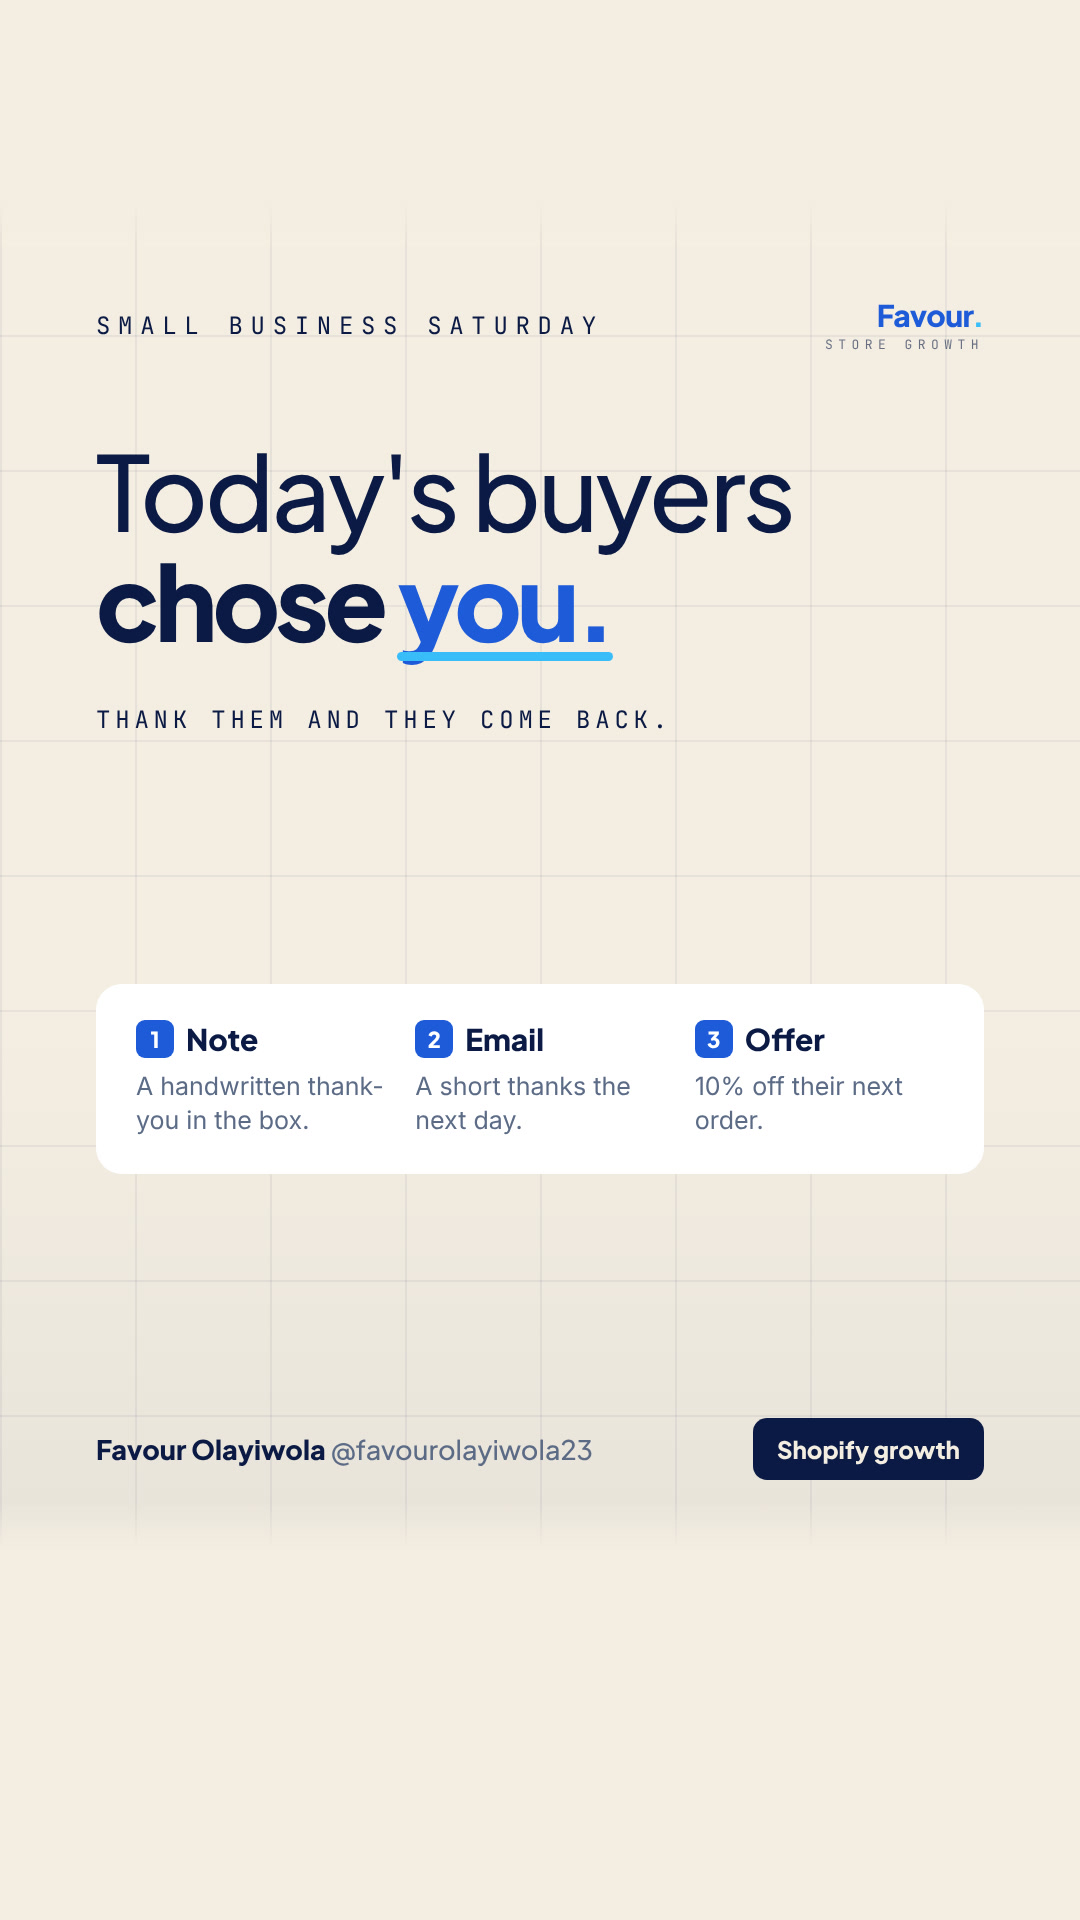 SMALL BUSINESS SATURDAY
Favour.
STORE GROWTH
Today's buyers
chose you.
THANK THEM AND THEY COME BACK.
1 Note
A handwritten thank-
you in the box.
2 Email
A short thanks the
next day.
3 Offer
10% off their next
order.
Favour Olayiwola @favourolayiwola23
Shopify growth